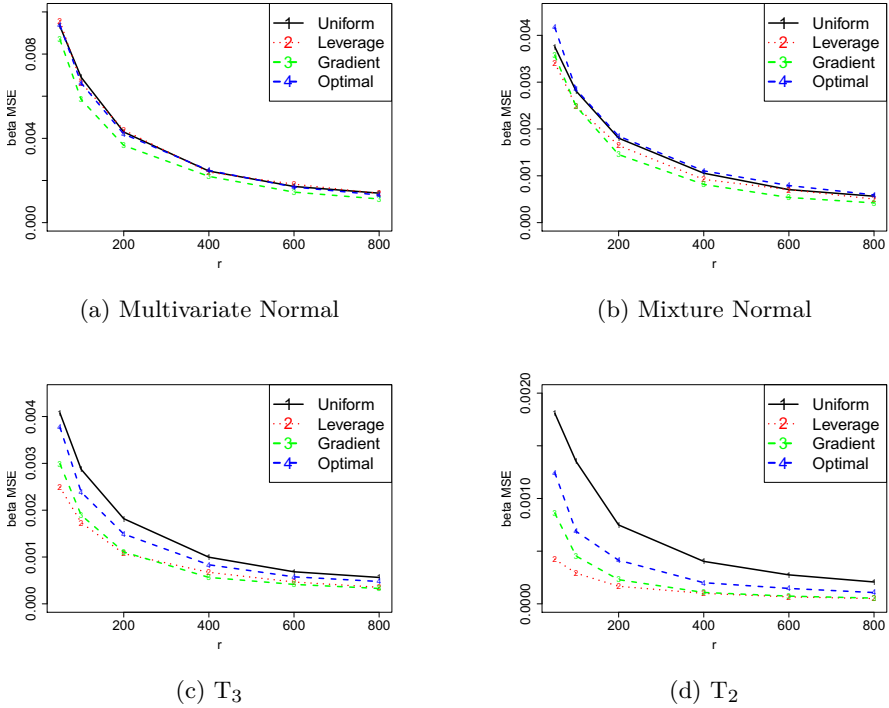 1 Uniform
2 Leverage
3 Gradient
4 Optimal
beta MSE
0.000 0.004 0.008
200 400 600 800
r
(a) Multivariate Normal
1 Uniform
2 Leverage
3 Gradient
4 Optimal
beta MSE
0.000 0.001 0.002 0.003 0.004
200 400 600 800
r
(b) Mixture Normal
1 Uniform
2 Leverage
3 Gradient
4 Optimal
beta MSE
0.000 0.001 0.002 0.003 0.004
200 400 600 800
r
(c) T3
1 Uniform
2 Leverage
3 Gradient
4 Optimal
beta MSE
0.0000 0.0010 0.0020
200 400 600 800
r
(d) T2